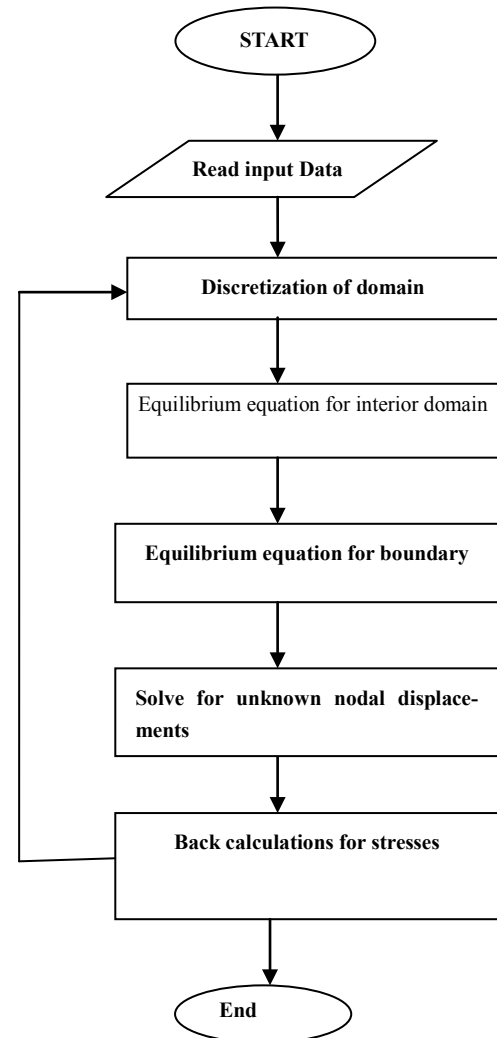 START
Read input Data
Discretization of domain
Equilibrium equation for interior domain
Equilibrium equation for boundary
Solve for unknown nodal displace-
ments
Back calculations for stresses
End